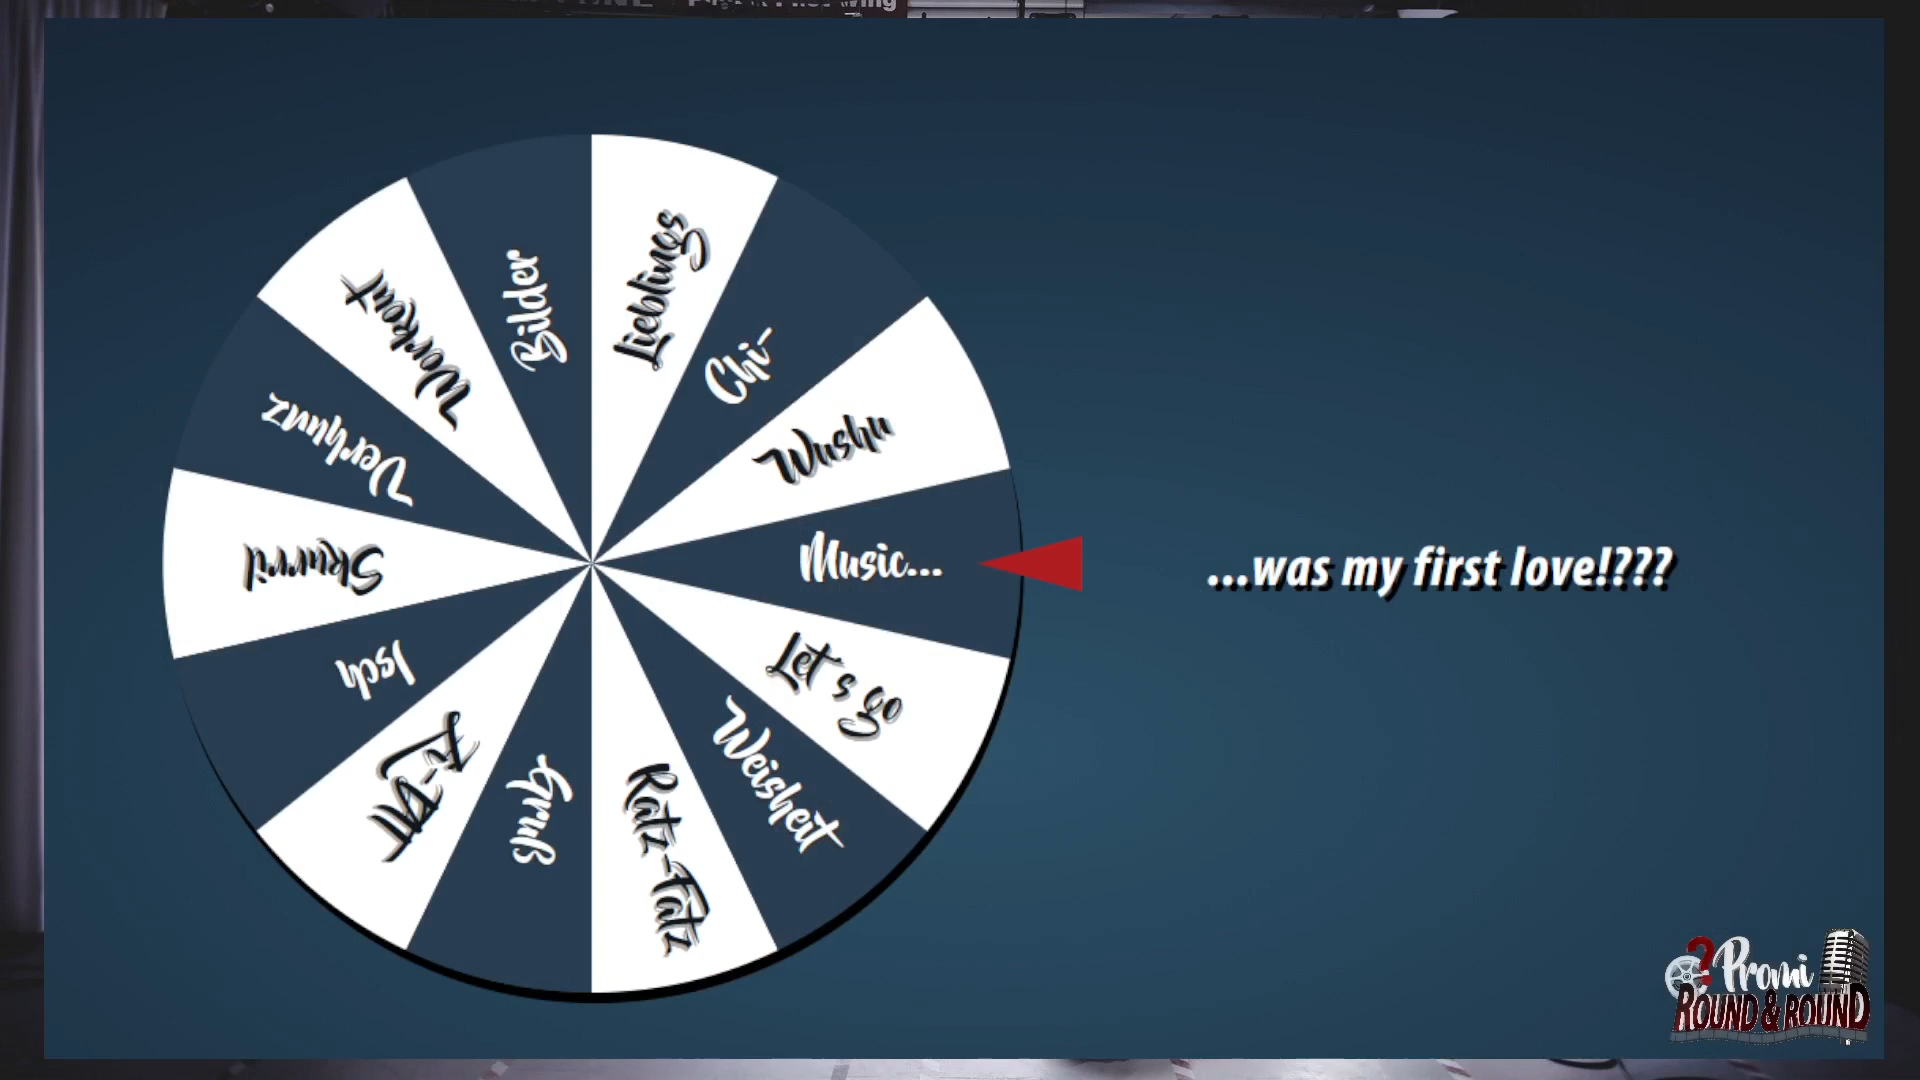 Lieblings
Chi-
Wushu
Music...
Let´s go
Weisheit
Ratz-Fatz
Gruß
Isch
Skurril
Verhunz
Workout
Bilder
...was my first love!???
?Promi
ROUND & ROUND